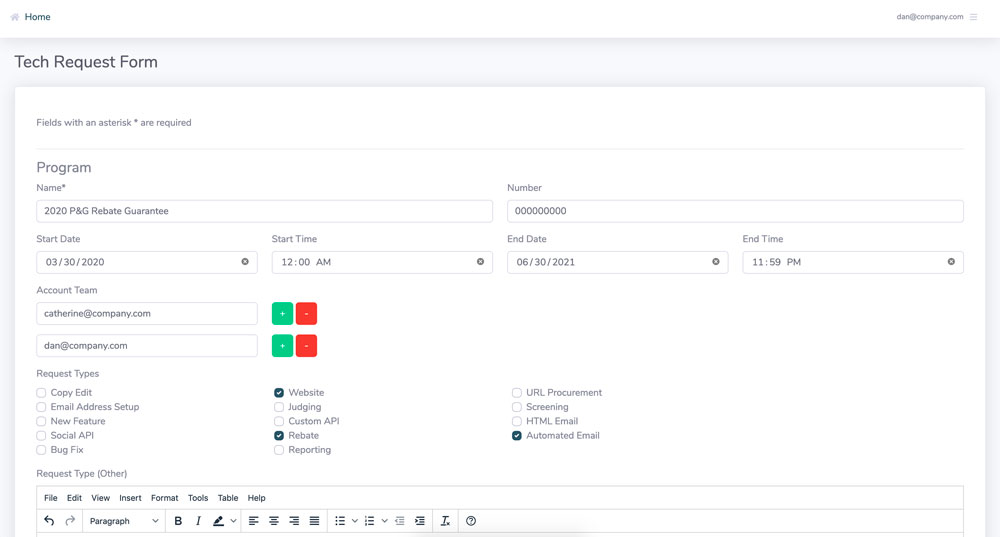 Home
dan@company.com
Tech Request Form
Fields with an asterisk * are required
Program
Name* Number
2020 P&G Rebate Guarantee 000000000
Start Date Start Time End Date End Time
03/30/2020 12:00 AM 06/30/2021 11:59 PM
Account Team
catherine@company.com + -
dan@company.com + -
Request Types
Copy Edit Website URL Procurement
Email Address Setup Judging Screening
New Feature Custom API HTML Email
Social API Rebate Automated Email
Bug Fix Reporting
Request Type (Other)
File Edit View Insert Format Tools Table Help
Paragraph B I